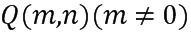 Q(m,n)(m ≠ 0)